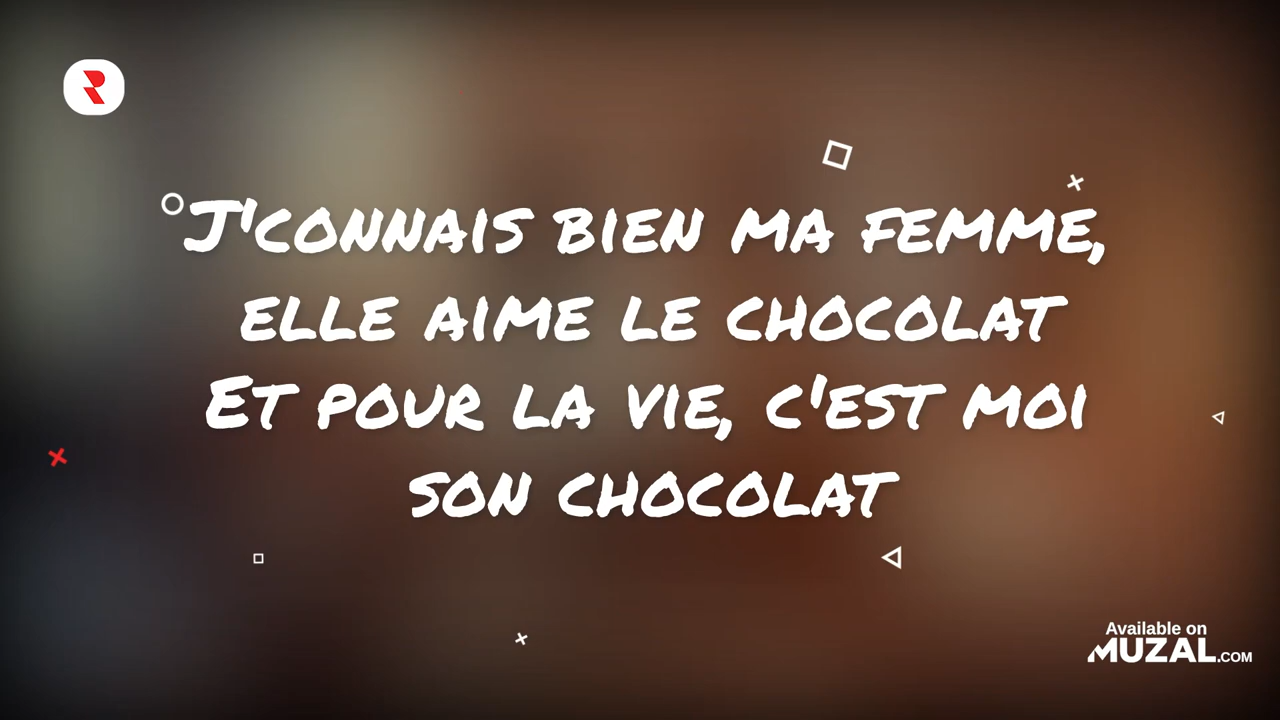 J'connais bien ma femme,
elle aime le chocolat
Et pour la vie, c'est moi
son chocolat
Available on
MUZAL.COM